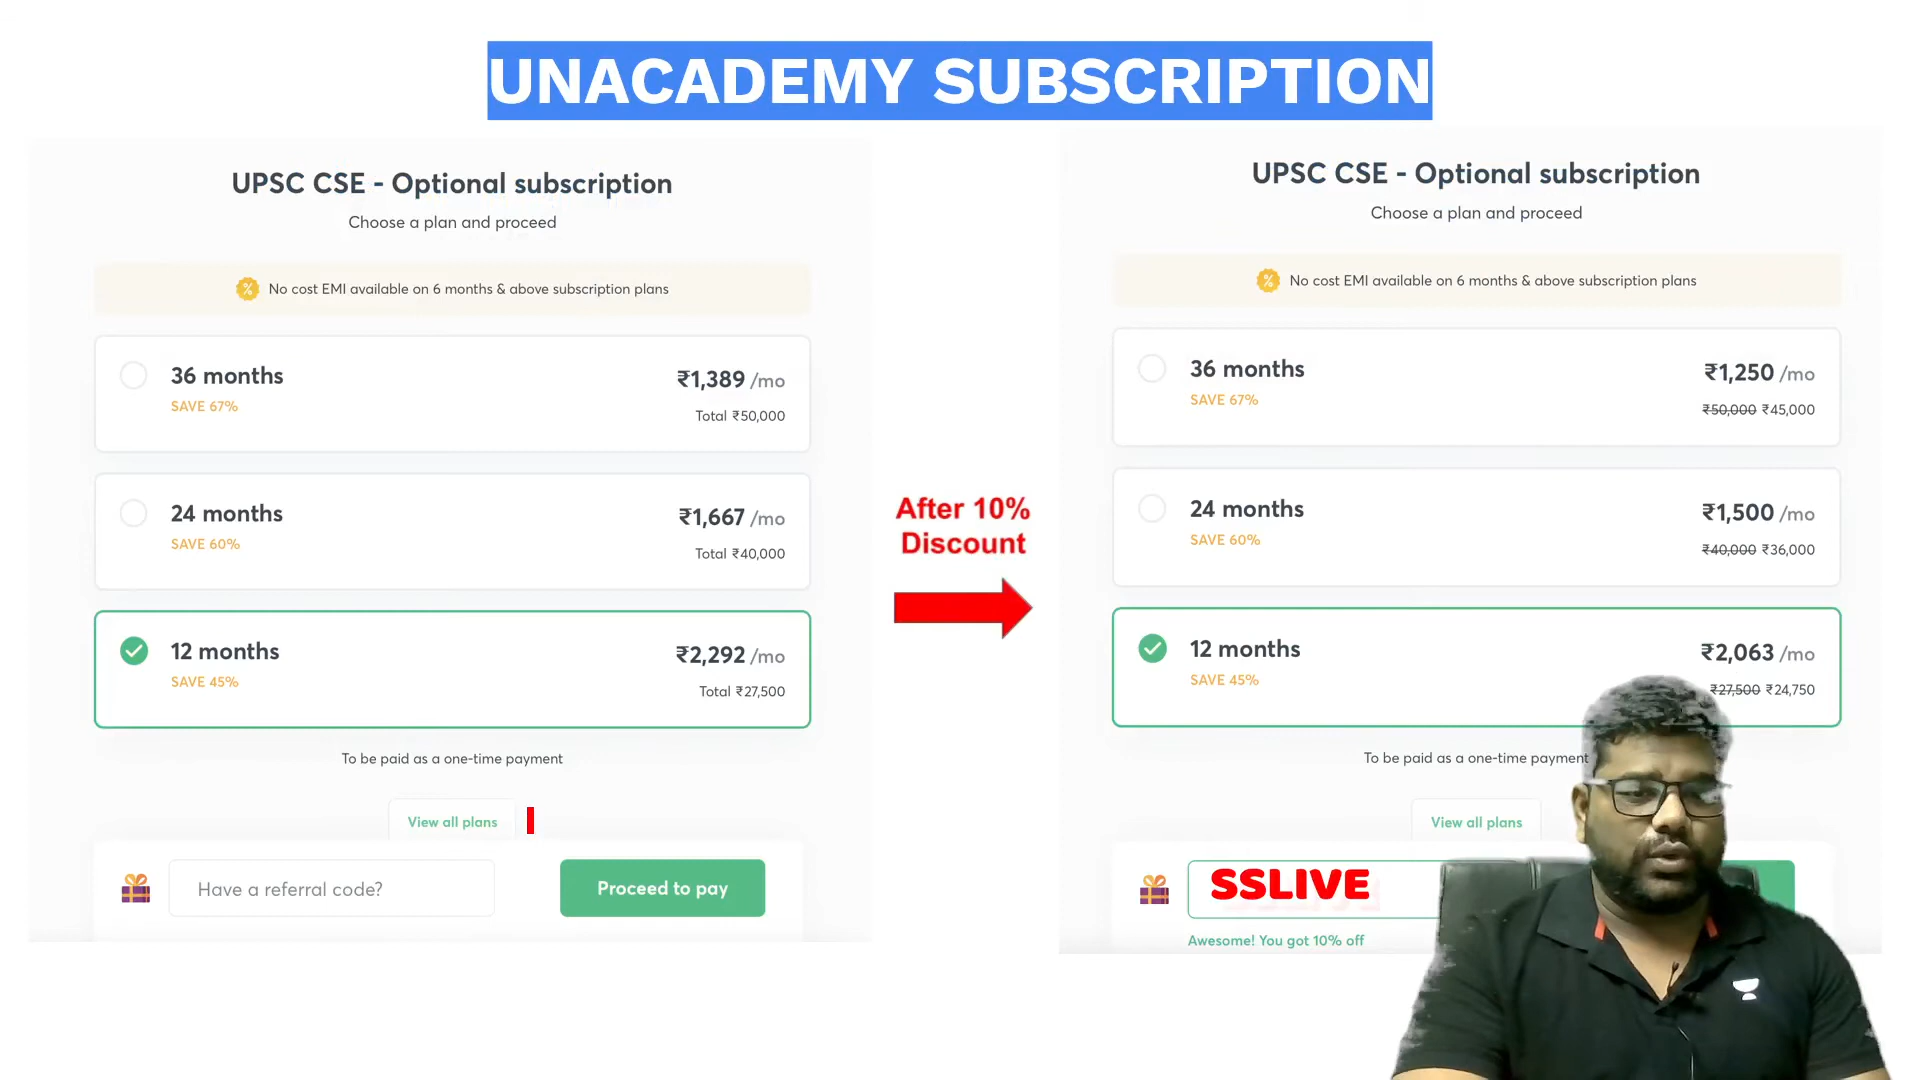 UNACADEMY SUBSCRIPTION
UPSC CSE - Optional subscription
Choose a plan and proceed
No cost EMI available on 6 months & above subscription plans
36 months
₹1,389 /mo
SAVE 67%
Total ₹50,000
24 months
₹1,667 /mo
SAVE 60%
Total ₹40,000
12 months
₹2,292 /mo
SAVE 45%
Total ₹27,500
To be paid as a one-time payment
View all plans
Have a referral code?
Proceed to pay
After 10%
Discount
UPSC CSE - Optional subscription
Choose a plan and proceed
No cost EMI available on 6 months & above subscription plans
36 months
₹1,250 /mo
SAVE 67%
₹50,000 ₹45,000
24 months
₹1,500 /mo
SAVE 60%
₹40,000 ₹36,000
12 months
₹2,063 /mo
SAVE 45%
₹27,500 ₹24,750
To be paid as a one-time payment
View all plans
SSLIVE
Awesome! You got 10% off